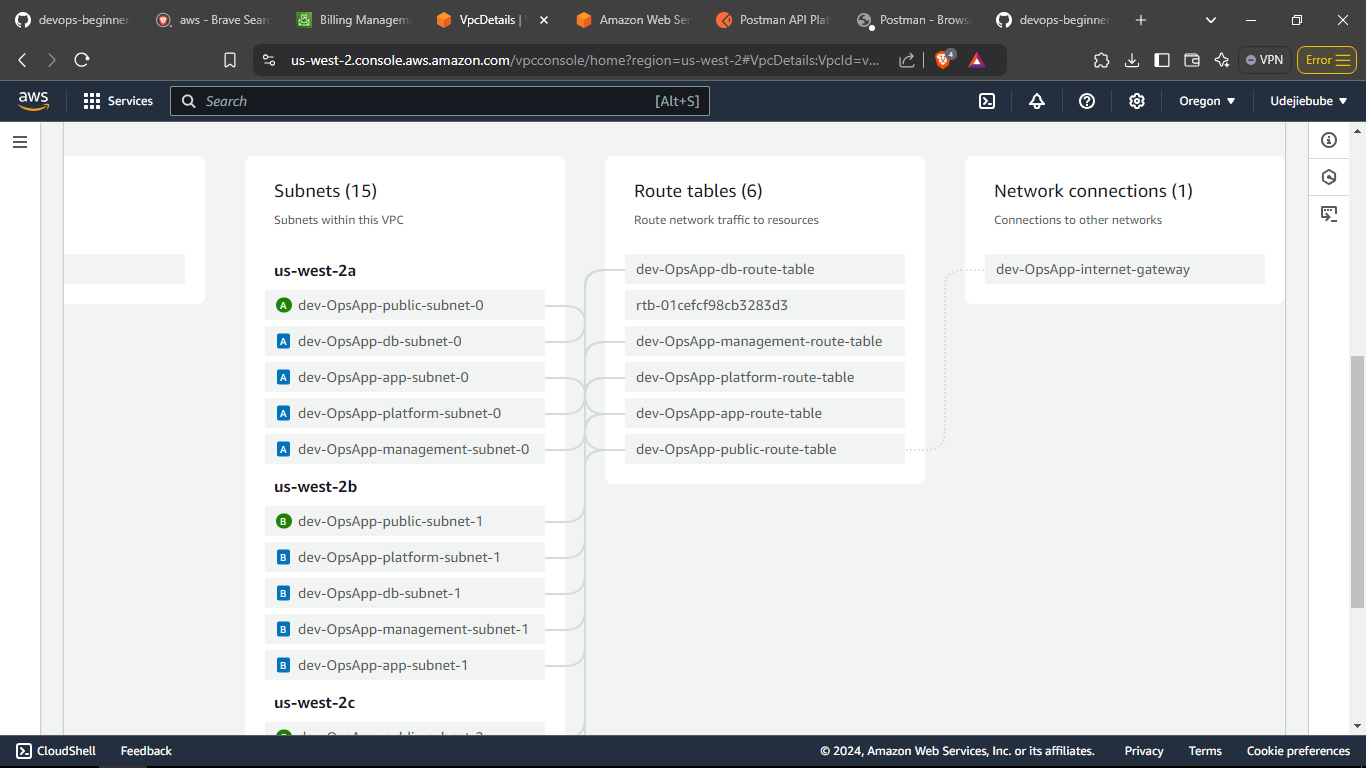 devops-beginner
aws - Brave Sear
Billing Managem
VpcDetails |
Amazon Web Se
Postman API Plat
Postman - Brows
devops-beginner
us-west-2.console.aws.amazon.com/vpcconsole/home?region=us-west-2#VpcDetails:VpcId=v...
4
VPN
Error
aws
Services
Search
[Alt+S]
Oregon
Udejiebube
Subnets (15)
Subnets within this VPC
us-west-2a
A dev-OpsApp-public-subnet-0
A dev-OpsApp-db-subnet-0
A dev-OpsApp-app-subnet-0
A dev-OpsApp-platform-subnet-0
A dev-OpsApp-management-subnet-0
us-west-2b
B dev-OpsApp-public-subnet-1
B dev-OpsApp-platform-subnet-1
B dev-OpsApp-db-subnet-1
B dev-OpsApp-management-subnet-1
B dev-OpsApp-app-subnet-1
us-west-2c
Route tables (6)
Route network traffic to resources
dev-OpsApp-db-route-table
rtb-01cefcf98cb3283d3
dev-OpsApp-management-route-table
dev-OpsApp-platform-route-table
dev-OpsApp-app-route-table
dev-OpsApp-public-route-table
Network connections (1)
Connections to other networks
dev-OpsApp-internet-gateway
CloudShell
Feedback
© 2024, Amazon Web Services, Inc. or its affiliates.
Privacy
Terms
Cookie preferences